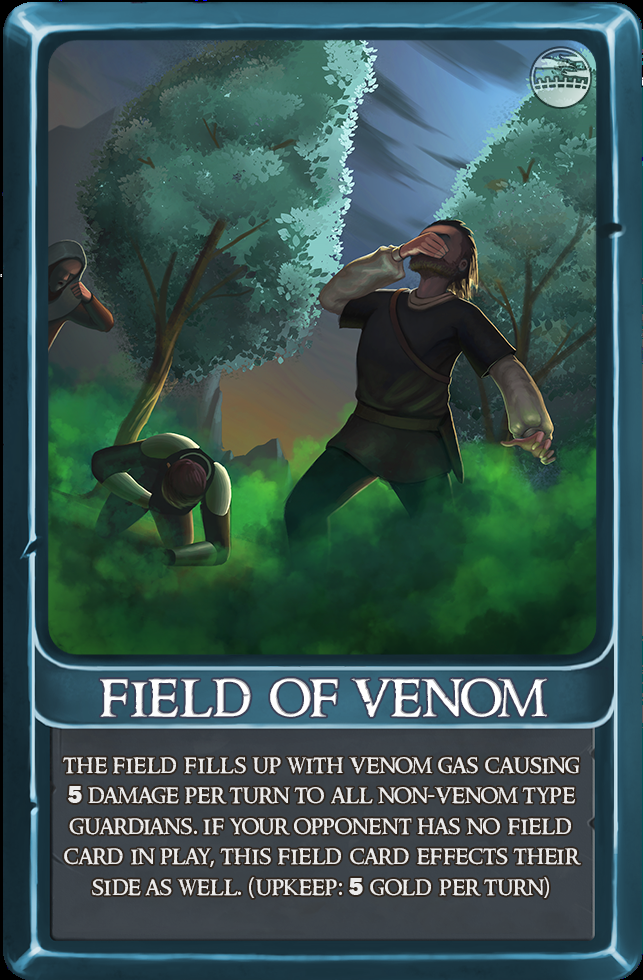 FIELD OF VENOM
THE FIELD FILLS UP WITH VENOM GAS CAUSING
5 DAMAGE PER TURN TO ALL NON-VENOM TYPE
GUARDIANS. IF YOUR OPPONENT HAS NO FIELD
CARD IN PLAY, THIS FIELD CARD EFFECTS THEIR
SIDE AS WELL. (UPKEEP: 5 GOLD PER TURN)